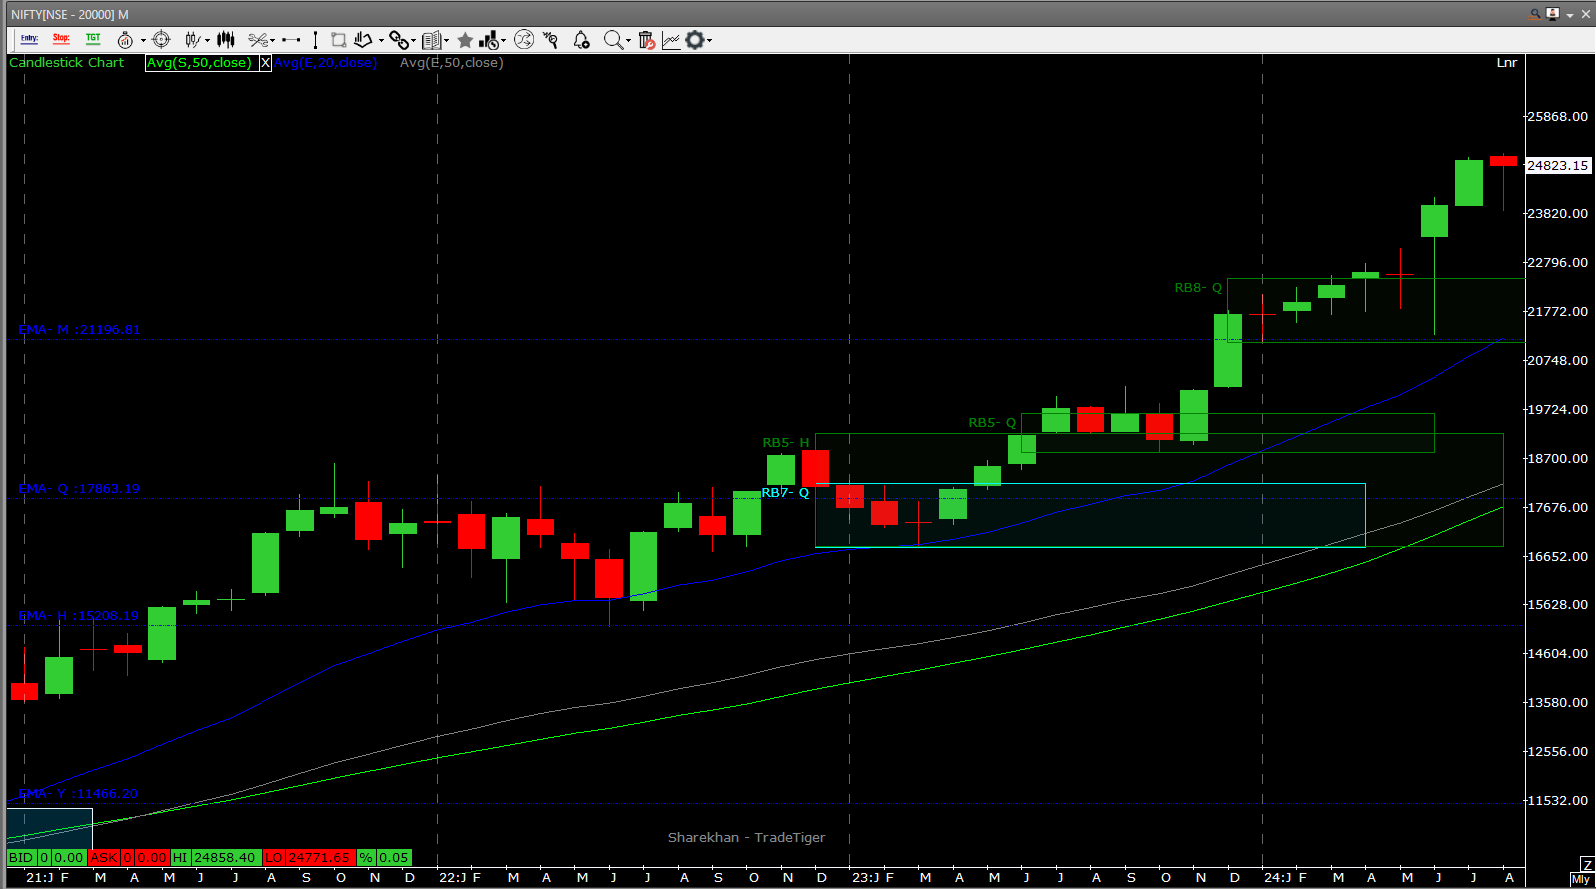 NIFTY[NSE - 20000] M
Entry: Stop: TGT
Candlestick Chart Avg(S,50,close) X Avg(E,20,close) Avg(E,50,close) Lnr
25868.00
24823.15
23820.00
22796.00
RB8- Q
21772.00
EMA- M :21196.81
20748.00
19724.00
RB5- Q
RB5- H
18700.00
EMA- Q :17863.19
RB7- Q
17676.00
16652.00
EMA- H :15208.19
15628.00
14604.00
13580.00
12556.00
EMA- Y :11466.20
11532.00
Sharekhan - TradeTiger
BID 0 0.00 ASK 0 0.00 HI 24858.40 LO 24771.65 % 0.05
Z
21:J F M A M J J A S O N D 22:J F M A M J J A S O N D 23:J F M A M J J A S O N D 24:J F M A M J J A
Mly